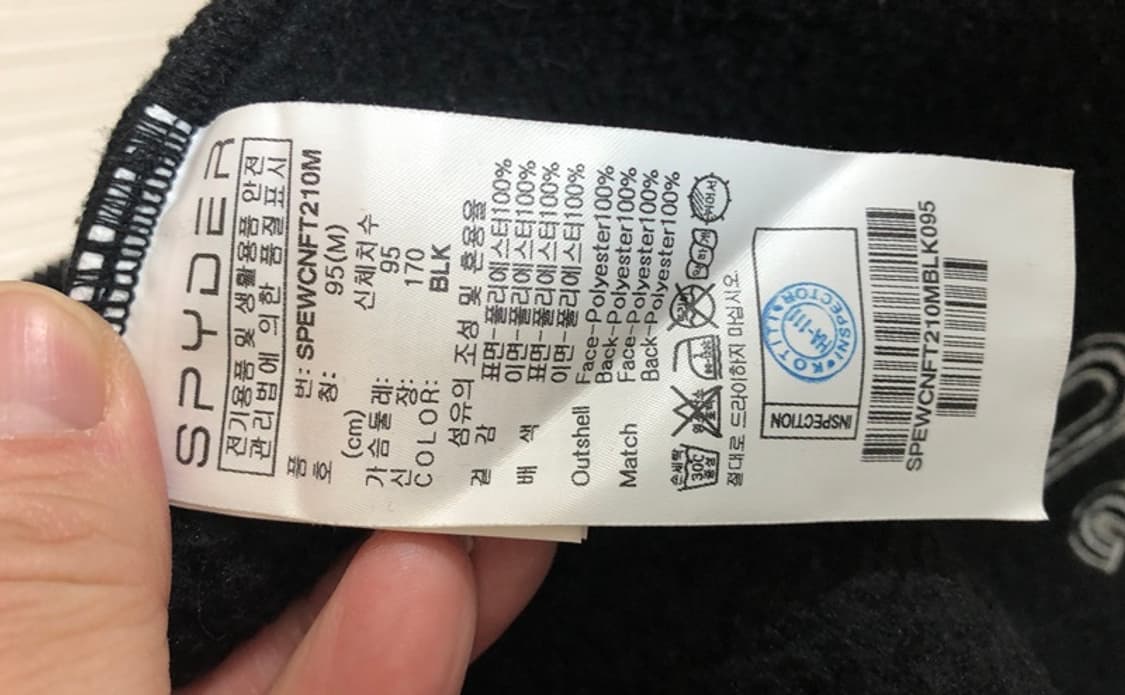 SPYDER
전기용품 및 생활용품 안전
관리법에 의한 품질표시
품 번: SPEWCNFT210M
호 칭: 95(M)
(cm) 신체치수
가슴둘레: 95
신 장: 170
COLOR: BLK
섬유의 조성 및 혼용율
겉 감 표면-폴리에스터100%
이면-폴리에스터100%
배 색 표면-폴리에스터100%
이면-폴리에스터100%
Outshell Face-Polyester100%
Back-Polyester100%
Match Face-Polyester100%
Back-Polyester100%
손세탁
30C
중성
약하게
절대로 드라이하지 마십시오.
INSPECTION
KOTITI
INSPECTOR
SPEWCNFT210MBLK095